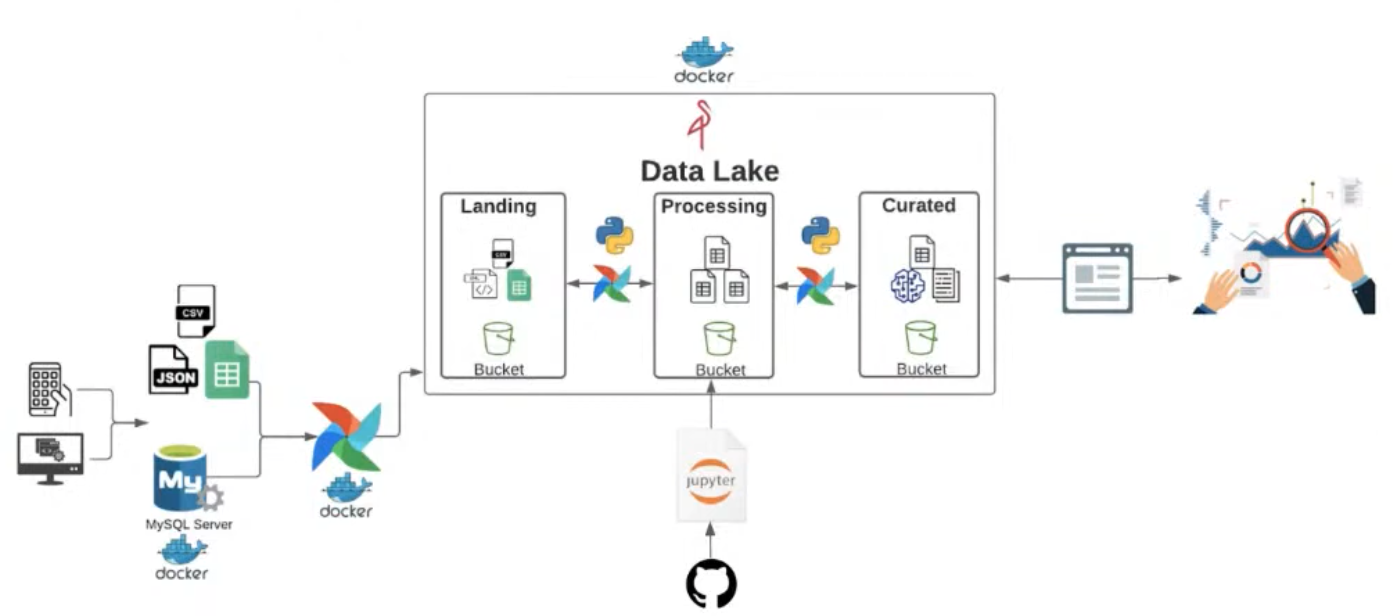 docker
Data Lake
Landing
Processing
Curated
CSV
Bucket
Bucket
Bucket
CSV
JSON
My
MySQL Server
docker
docker
jupyter